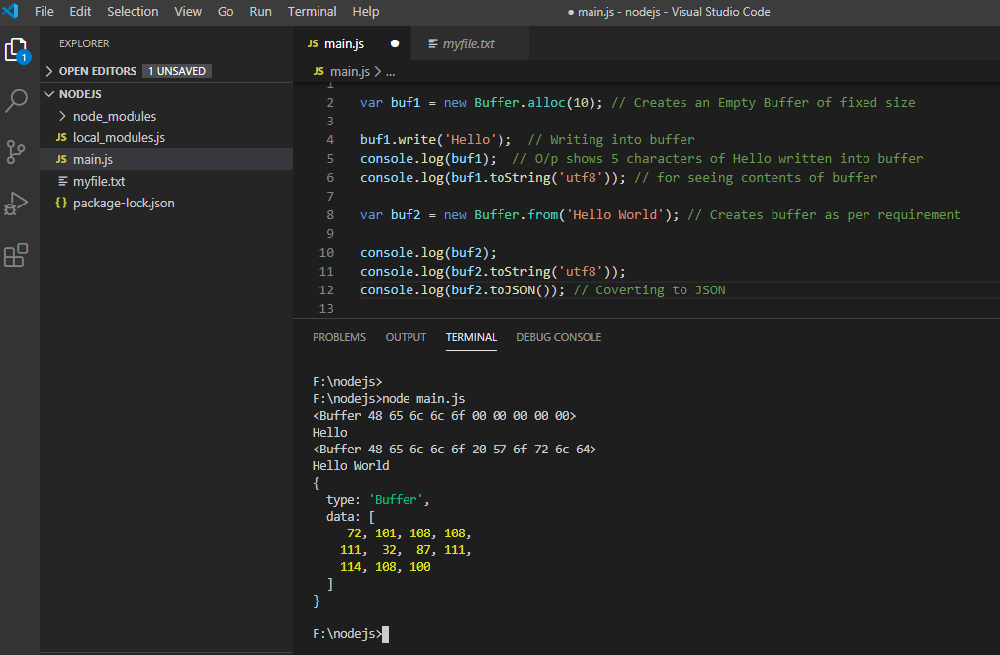 File Edit Selection View Go Run Terminal Help ● main.js - nodejs - Visual Studio Code
1
EXPLORER
OPEN EDITORS 1 UNSAVED
NODEJS
node_modules
JS local_modules.js
JS main.js
myfile.txt
{} package-lock.json
JS main.js ● myfile.txt
JS main.js > ...
1
2 var buf1 = new Buffer.alloc(10); // Creates an Empty Buffer of fixed size
3
4 buf1.write('Hello');  // Writing into buffer
5 console.log(buf1);  // O/p shows 5 characters of Hello written into buffer
6 console.log(buf1.toString('utf8')); // for seeing contents of buffer
7
8 var buf2 = new Buffer.from('Hello World'); // Creates buffer as per requirement
9
10 console.log(buf2);
11 console.log(buf2.toString('utf8'));
12 console.log(buf2.toJSON()); // Coverting to JSON
13
PROBLEMS OUTPUT TERMINAL DEBUG CONSOLE
F:\nodejs>
F:\nodejs>node main.js
<Buffer 48 65 6c 6c 6f 00 00 00 00 00>
Hello
<Buffer 48 65 6c 6c 6f 20 57 6f 72 6c 64>
Hello World
{
  type: 'Buffer',
  data: [
     72, 101, 108, 108,
    111,  32,  87, 111,
    114, 108, 100
  ]
}
F:\nodejs>